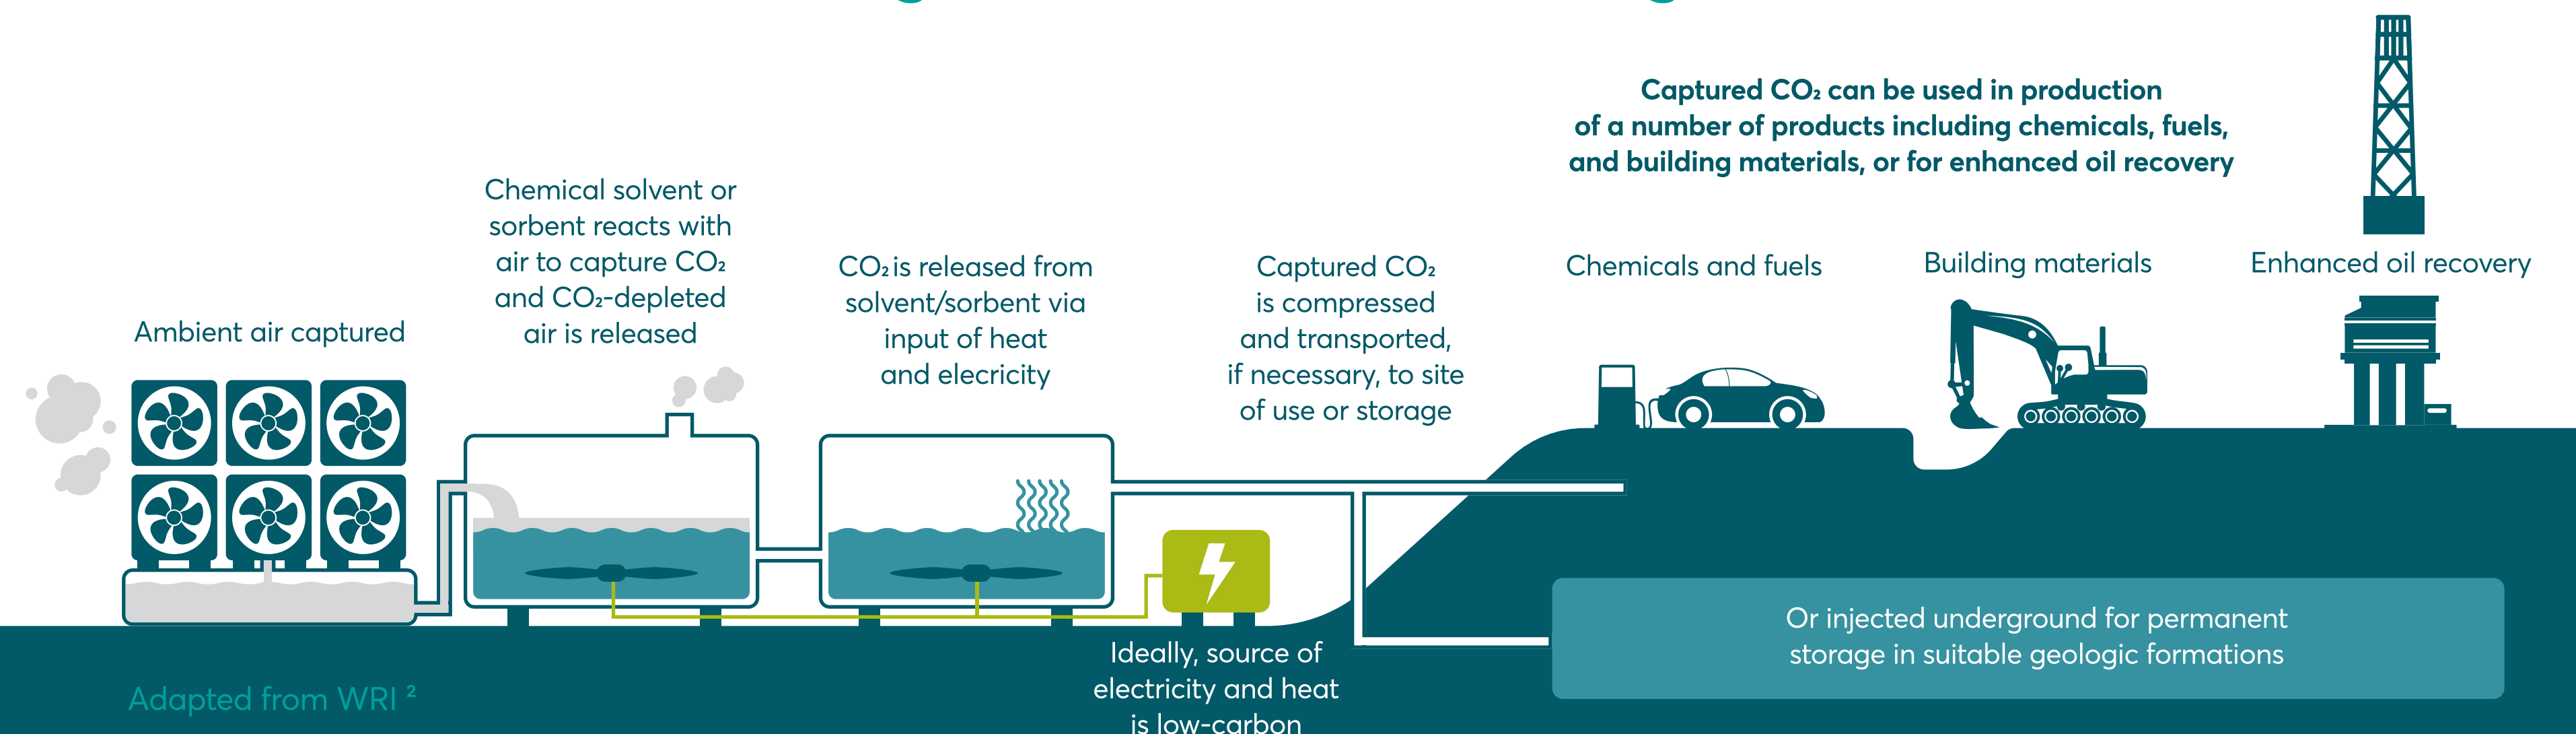 Captured CO₂ can be used in production
of a number of products including chemicals, fuels,
and building materials, or for enhanced oil recovery
Ambient air captured
Chemical solvent or
sorbent reacts with
air to capture CO₂
and CO₂-depleted
air is released
CO₂ is released from
solvent/sorbent via
input of heat
and elecricity
Captured CO₂
is compressed
and transported,
if necessary, to site
of use or storage
Chemicals and fuels
Building materials
Enhanced oil recovery
Ideally, source of
electricity and heat
is low-carbon
Or injected underground for permanent
storage in suitable geologic formations
Adapted from WRI ²